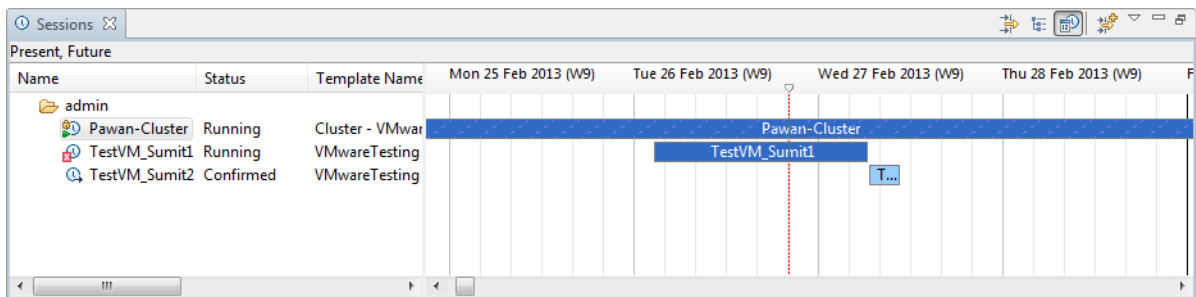 Sessions
Present, Future
Name Status Template Name Mon 25 Feb 2013 (W9) Tue 26 Feb 2013 (W9) Wed 27 Feb 2013 (W9) Thu 28 Feb 2013 (W9) F
admin
Pawan-Cluster Running Cluster - VMwar Pawan-Cluster
TestVM_Sumit1 Running VMwareTesting TestVM_Sumit1
TestVM_Sumit2 Confirmed VMwareTesting T...